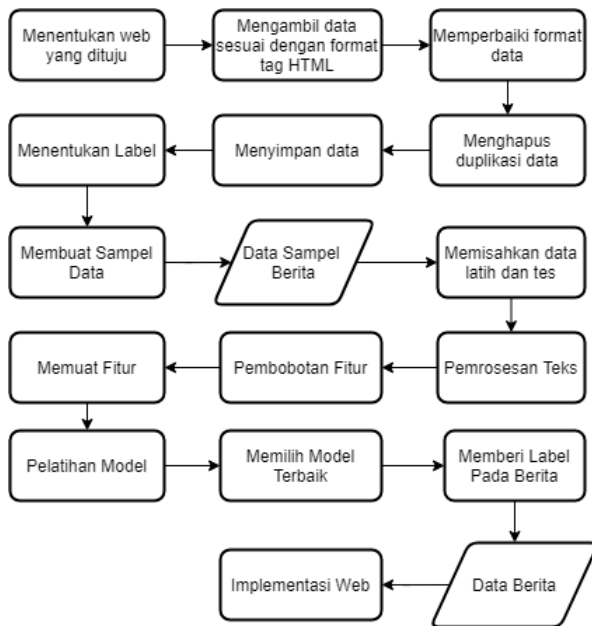 Menentukan web
yang dituju
Mengambil data
sesuai dengan format
tag HTML
Memperbaiki format
data
Menghapus
duplikasi data
Menyimpan data
Menentukan Label
Membuat Sampel
Data
Data Sampel
Berita
Memisahkan data
latih dan tes
Pemrosesan Teks
Pembobotan Fitur
Memuat Fitur
Pelatihan Model
Memilih Model
Terbaik
Memberi Label
Pada Berita
Data Berita
Implementasi Web